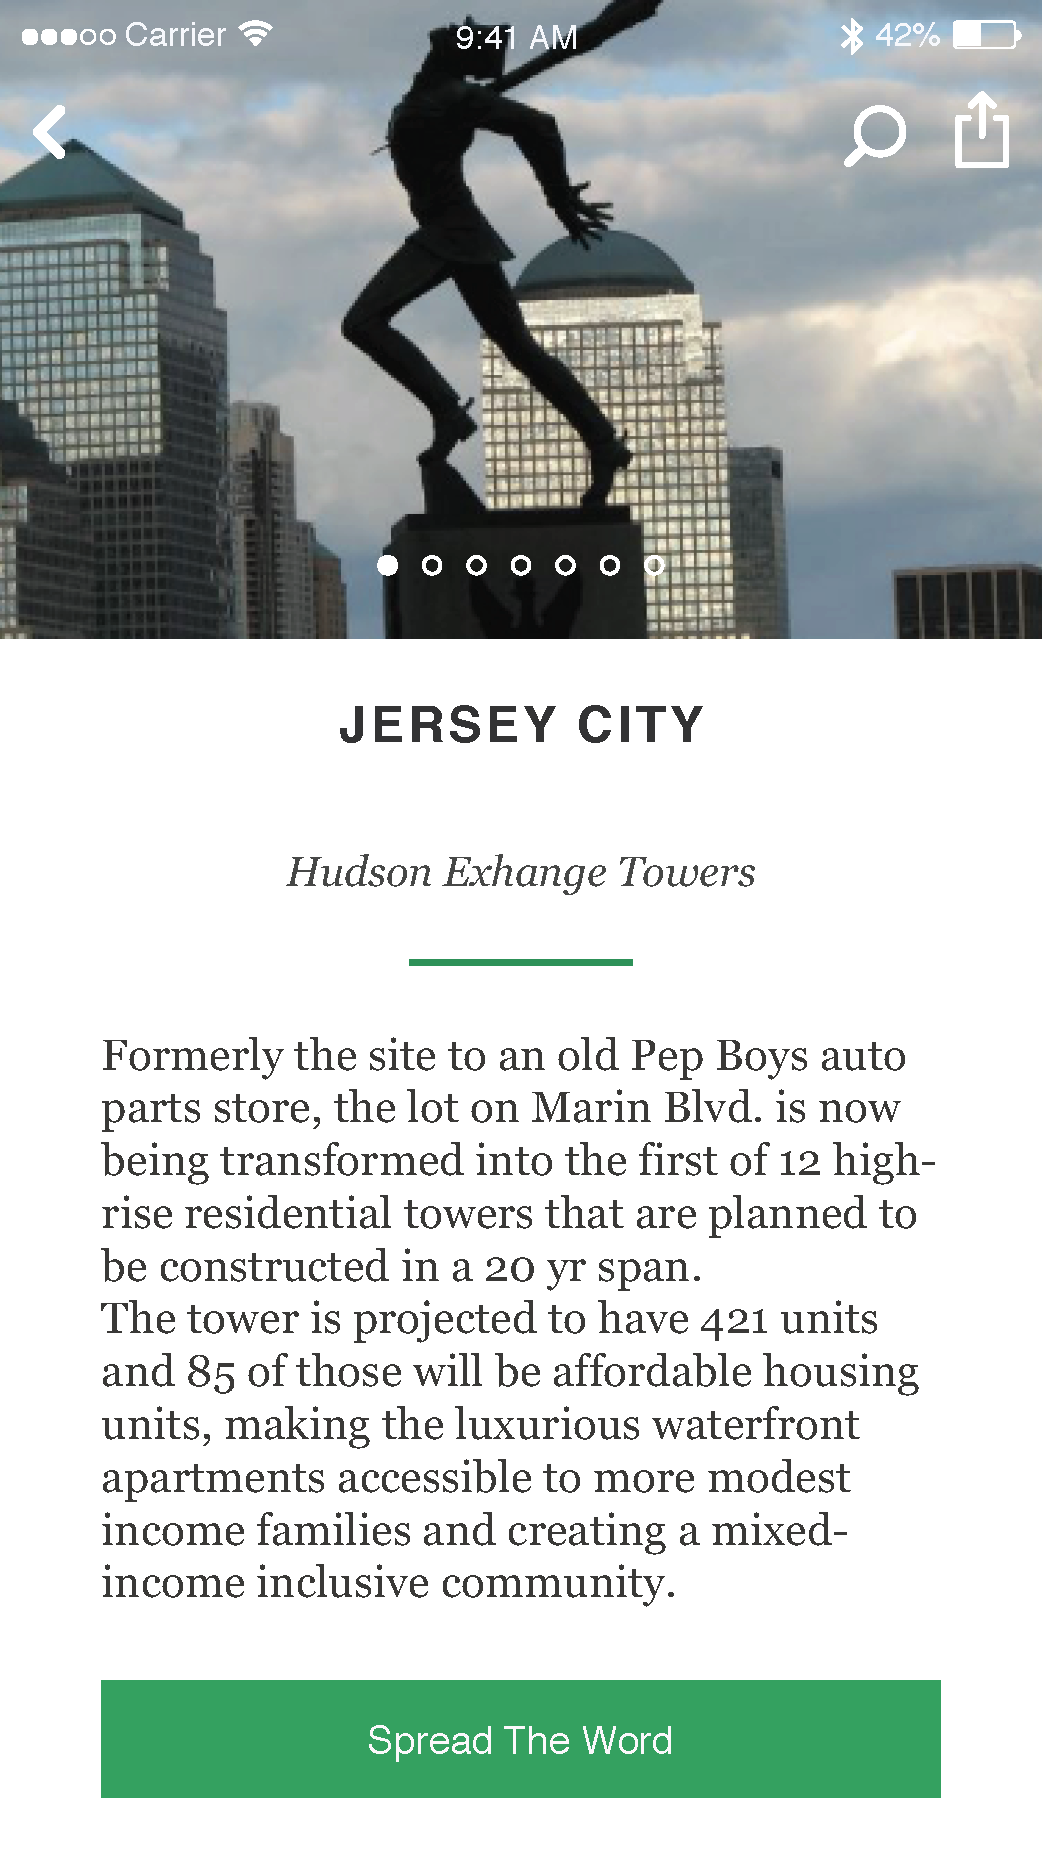 Carrier 9:41 AM 42%
JERSEY CITY
Hudson Exhange Towers
Formerly the site to an old Pep Boys auto
parts store, the lot on Marin Blvd. is now
being transformed into the first of 12 high-
rise residential towers that are planned to
be constructed in a 20 yr span.
The tower is projected to have 421 units
and 85 of those will be affordable housing
units, making the luxurious waterfront
apartments accessible to more modest
income families and creating a mixed-
income inclusive community.
Spread The Word